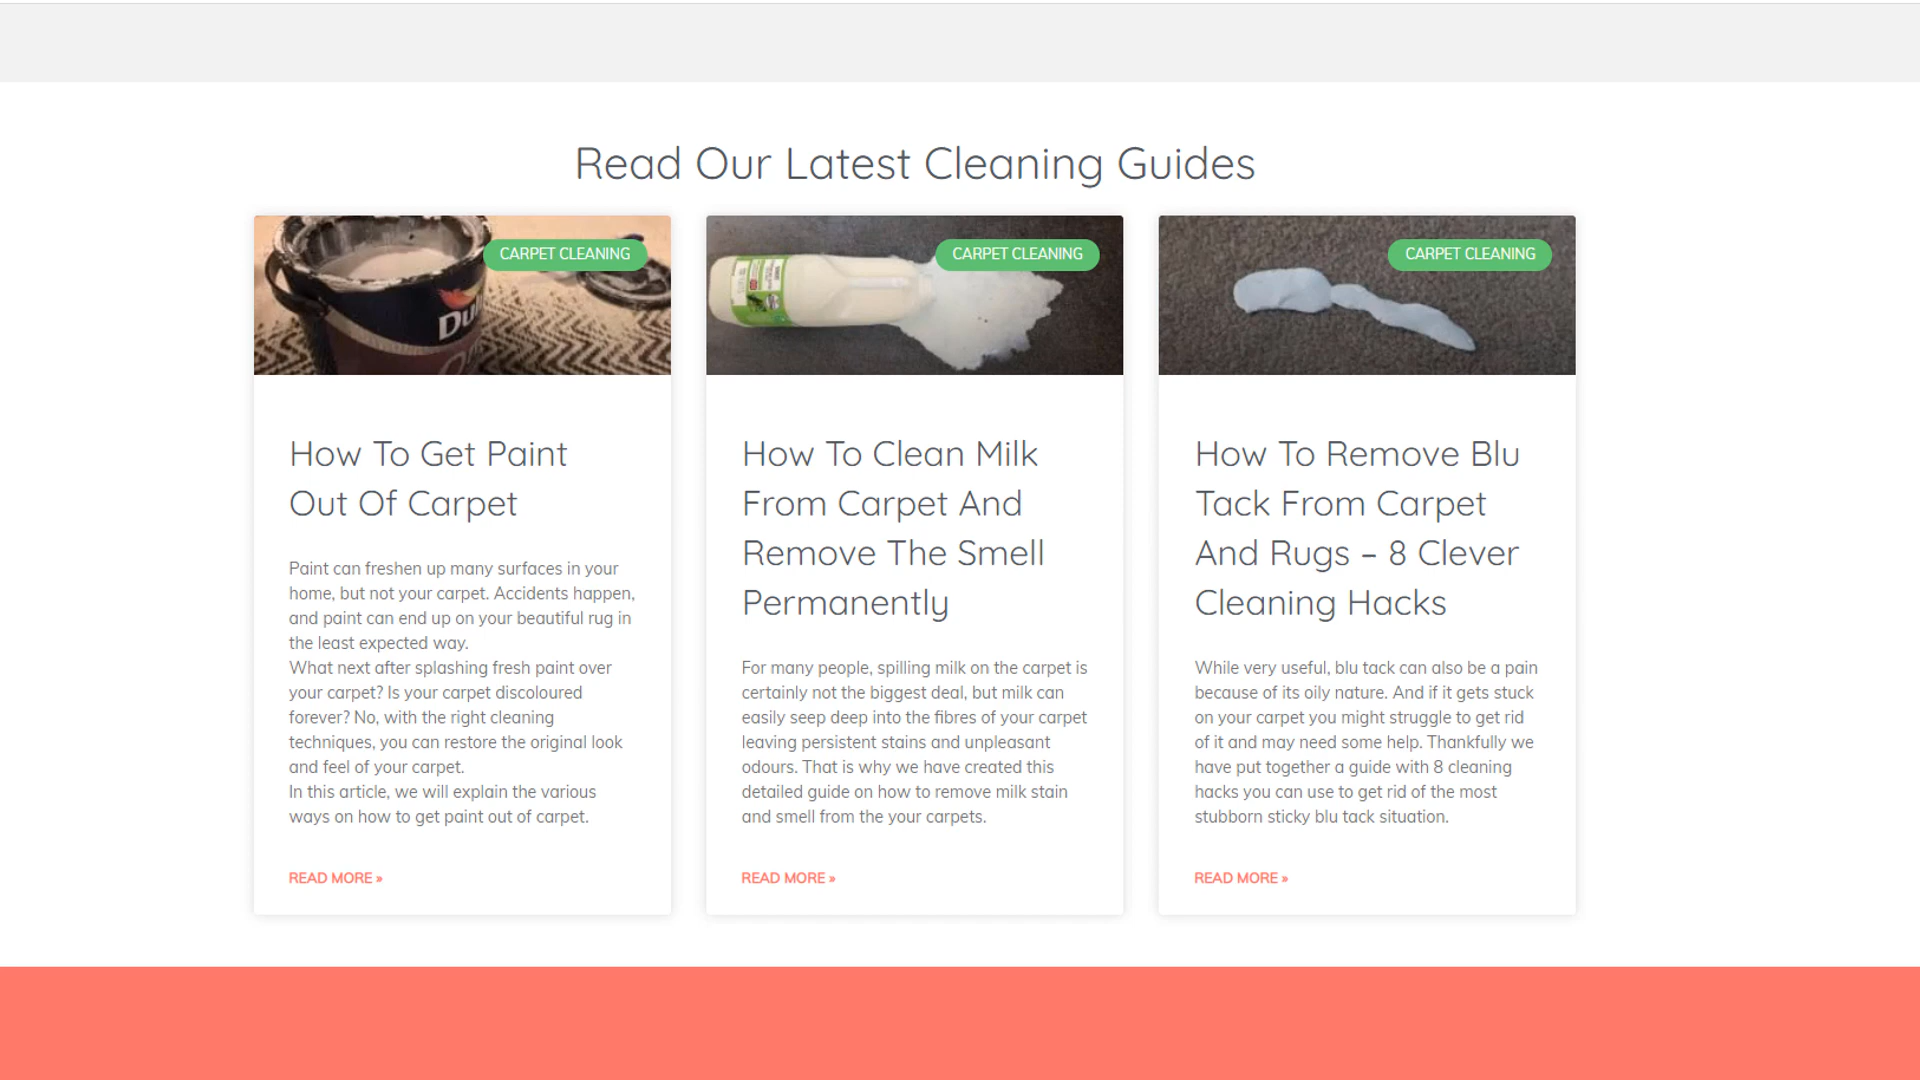 Read Our Latest Cleaning Guides
CARPET CLEANING
Du
How To Get Paint
Out Of Carpet
Paint can freshen up many surfaces in your
home, but not your carpet. Accidents happen,
and paint can end up on your beautiful rug in
the least expected way.
What next after splashing fresh paint over
your carpet? Is your carpet discoloured
forever? No, with the right cleaning
techniques, you can restore the original look
and feel of your carpet.
In this article, we will explain the various
ways on how to get paint out of carpet.
READ MORE »
CARPET CLEANING
How To Clean Milk
From Carpet And
Remove The Smell
Permanently
For many people, spilling milk on the carpet is
certainly not the biggest deal, but milk can
easily seep deep into the fibres of your carpet
leaving persistent stains and unpleasant
odours. That is why we have created this
detailed guide on how to remove milk stain
and smell from the your carpets.
READ MORE »
CARPET CLEANING
How To Remove Blu
Tack From Carpet
And Rugs – 8 Clever
Cleaning Hacks
While very useful, blu tack can also be a pain
because of its oily nature. And if it gets stuck
on your carpet you might struggle to get rid
of it and may need some help. Thankfully we
have put together a guide with 8 cleaning
hacks you can use to get rid of the most
stubborn sticky blu tack situation.
READ MORE »